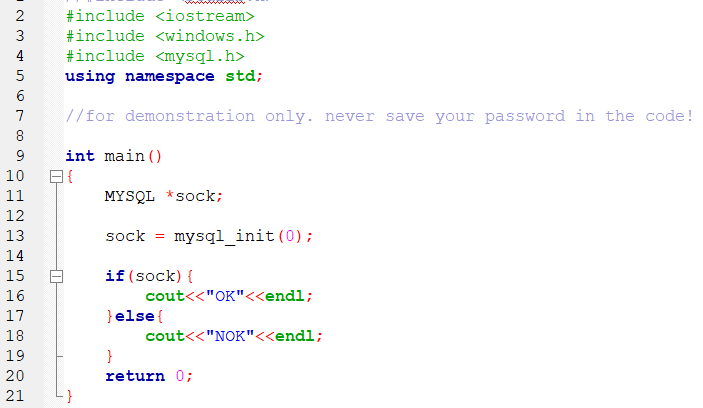 2 #include <iostream>
3 #include <windows.h>
4 #include <mysql.h>
5 using namespace std;
6
7 //for demonstration only. never save your password in the code!
8
9 int main()
10 {
11 MYSQL *sock;
12
13 sock = mysql_init(0);
14
15 if(sock){
16 cout<<"OK"<<endl;
17 }else{
18 cout<<"NOK"<<endl;
19 }
20 return 0;
21 }